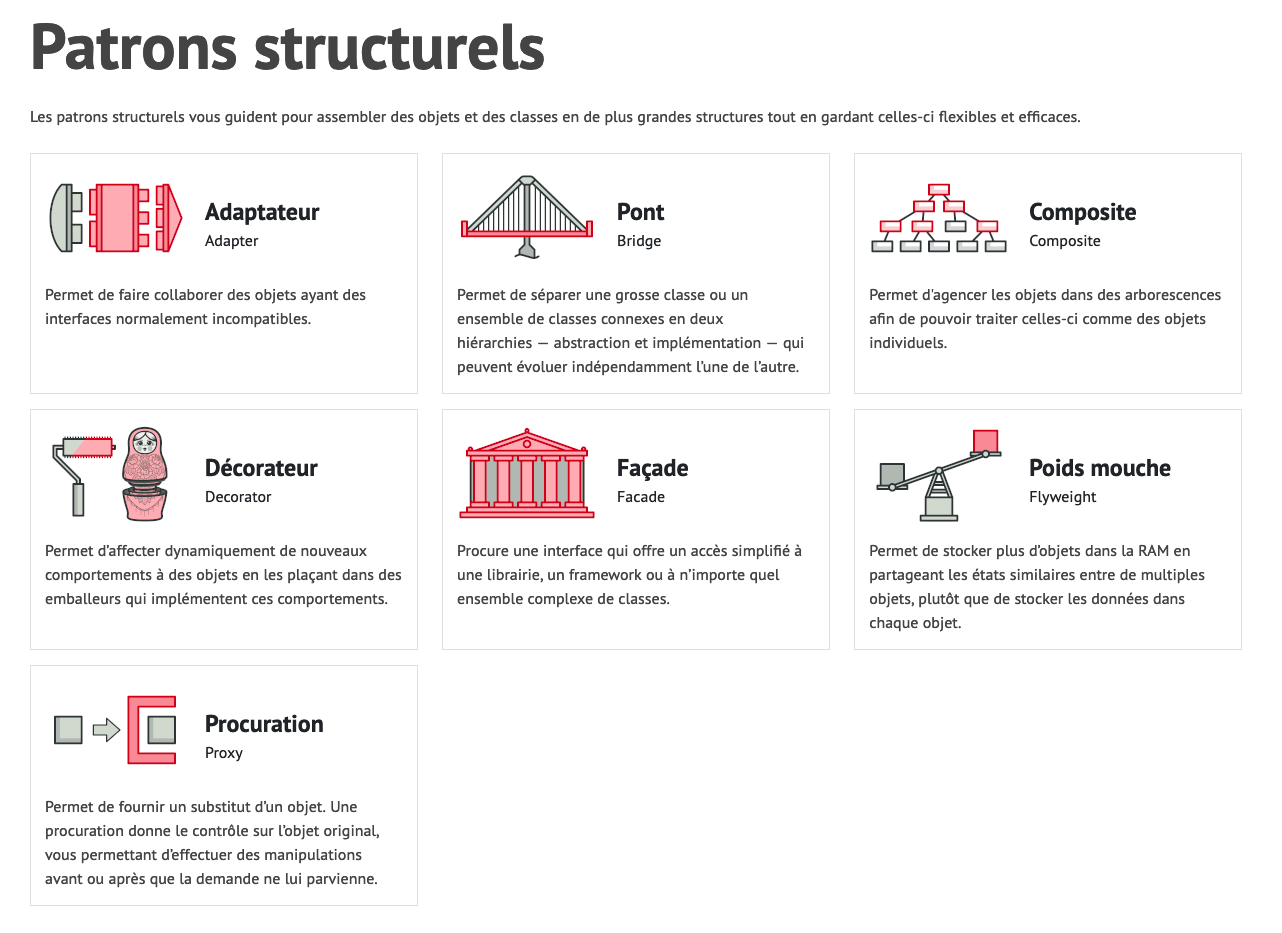 Patrons structurels
Les patrons structurels vous guident pour assembler des objets et des classes en de plus grandes structures tout en gardant celles-ci flexibles et efficaces.
Adaptateur
Adapter
Permet de faire collaborer des objets ayant des
interfaces normalement incompatibles.
Pont
Bridge
Permet de séparer une grosse classe ou un
ensemble de classes connexes en deux
hiérarchies — abstraction et implémentation — qui
peuvent évoluer indépendamment l’une de l’autre.
Composite
Composite
Permet d'agencer les objets dans des arborescences
afin de pouvoir traiter celles-ci comme des objets
individuels.
Décorateur
Decorator
Permet d’affecter dynamiquement de nouveaux
comportements à des objets en les plaçant dans des
emballeurs qui implémentent ces comportements.
Façade
Facade
Procure une interface qui offre un accès simplifié à
une librairie, un framework ou à n’importe quel
ensemble complexe de classes.
Poids mouche
Flyweight
Permet de stocker plus d’objets dans la RAM en
partageant les états similaires entre de multiples
objets, plutôt que de stocker les données dans
chaque objet.
Procuration
Proxy
Permet de fournir un substitut d’un objet. Une
procuration donne le contrôle sur l’objet original,
vous permettant d’effectuer des manipulations
avant ou après que la demande ne lui parvienne.